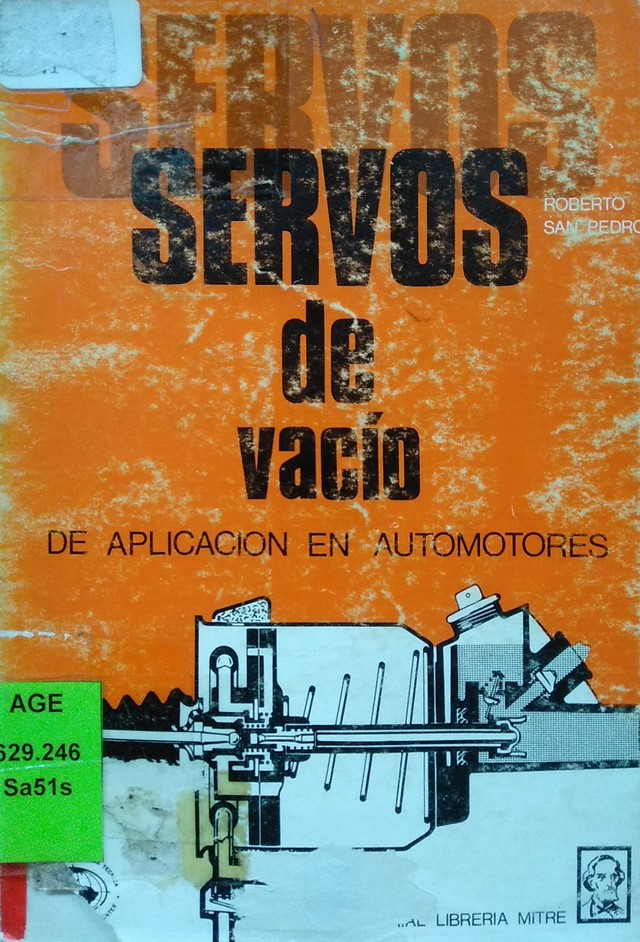 SERVOS
SERVOS
ROBERTO
SAN PEDRO
de
vacío
DE APLICACION EN AUTOMOTORES
AGE
629.246
Sa51s
LIBRERIA MITRE